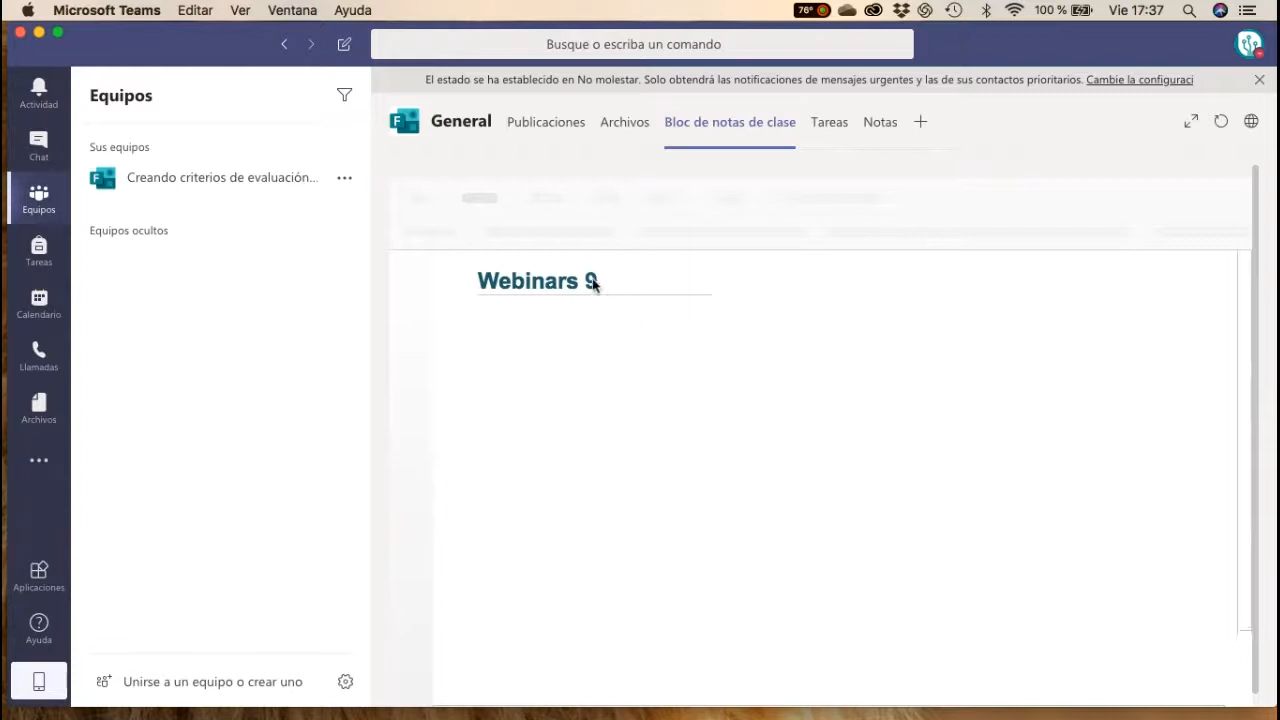 Microsoft Teams Editar Ver Ventana Ayuda 76° 100 % Vie 17:37
Busque o escriba un comando
El estado se ha establecido en No molestar. Solo obtendrá las notificaciones de mensajes urgentes y las de sus contactos prioritarios. Cambie la configuraci
Actividad
Chat
Equipos
Tareas
Calendario
Llamadas
Archivos
Aplicaciones
Ayuda
Equipos
Sus equipos
F Creando criterios de evaluación...
Equipos ocultos
Unirse a un equipo o crear uno
F General Publicaciones Archivos Bloc de notas de clase Tareas Notas
Webinars 9